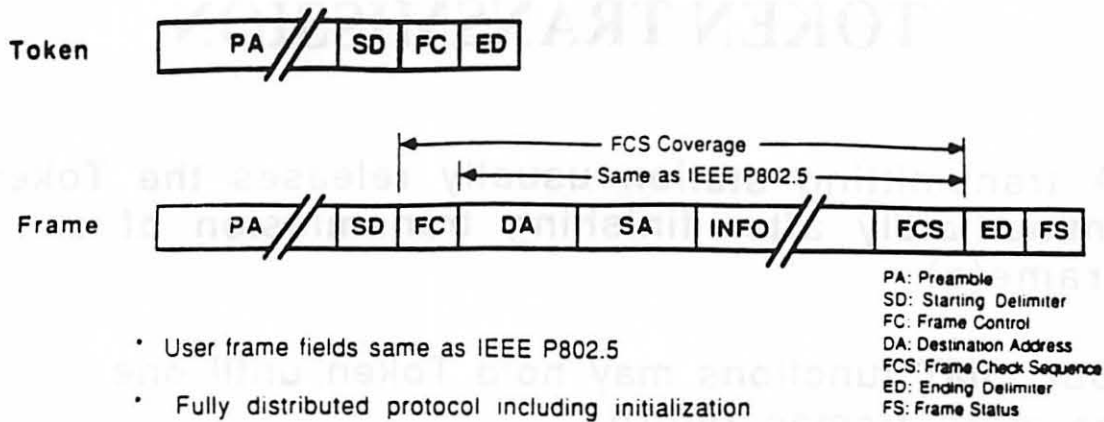 TOKEN TRANSMISSION
Token PA SD FC ED
FCS Coverage
Same as IEEE P802.5
Frame PA SD FC DA SA INFO FCS ED FS
PA: Preamble
SD: Starting Delimiter
FC: Frame Control
DA: Destination Address
FCS: Frame Check Sequence
ED: Ending Delimiter
FS: Frame Status
· User frame fields same as IEEE P802.5
· Fully distributed protocol including initialization